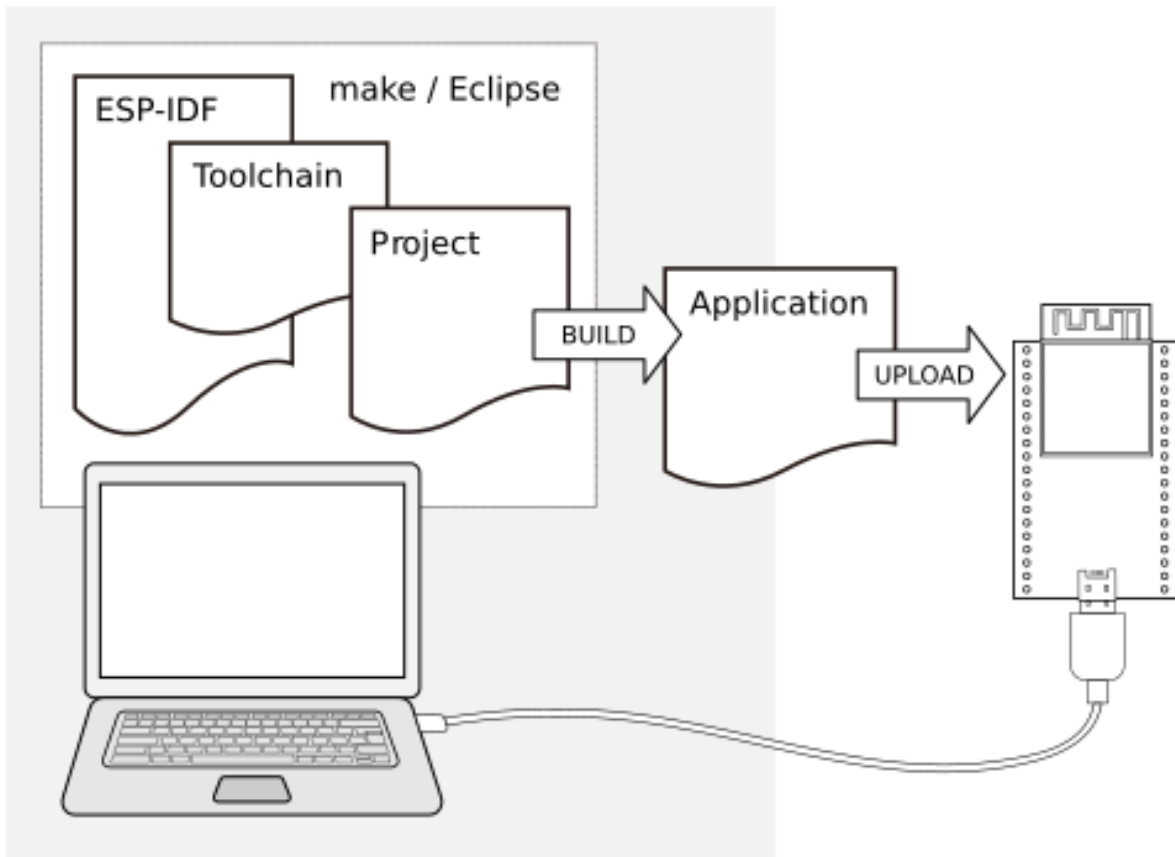 make / Eclipse
ESP-IDF
Toolchain
Project
BUILD
Application
UPLOAD